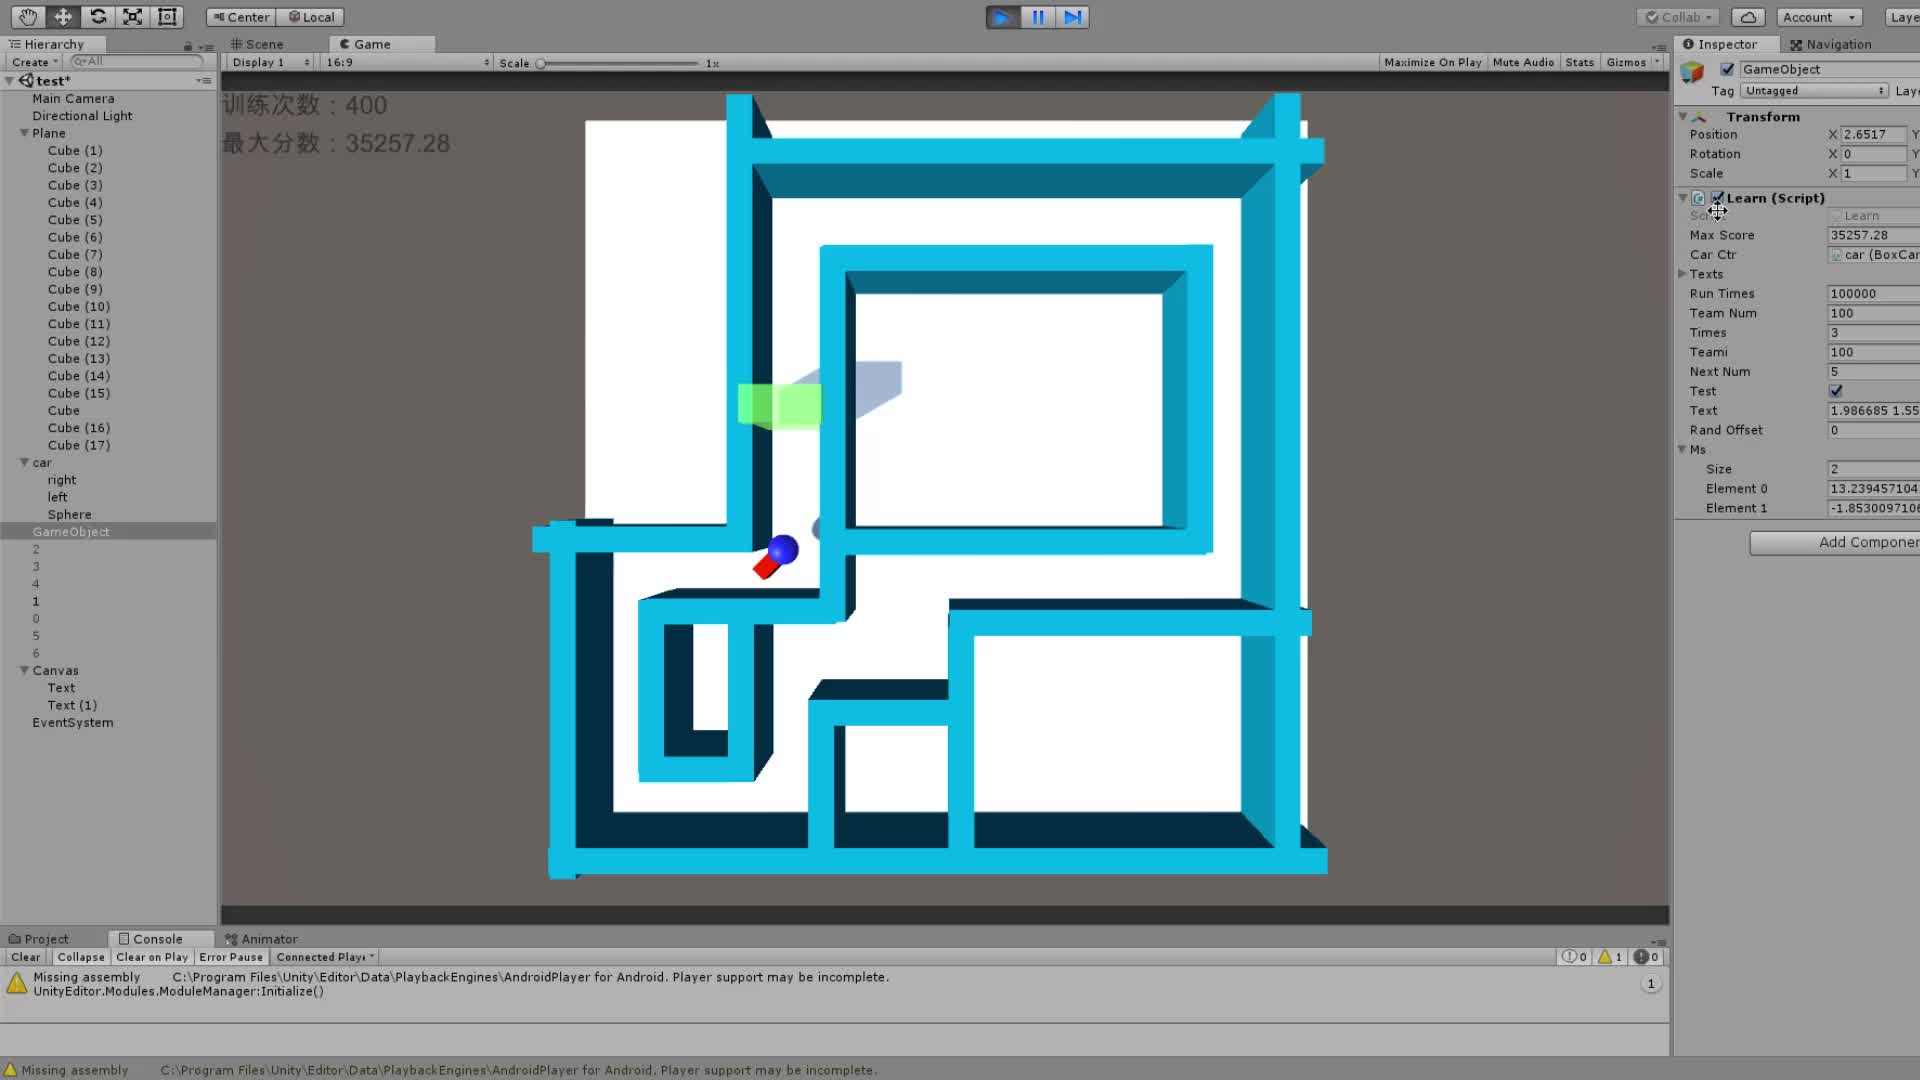 Center Local
Collab Account Laye
Hierarchy
Scene Game
Inspector Navigation
Create All
Display 1 16:9 Scale 1x
Maximize On Play Mute Audio Stats Gizmos
test*
Main Camera
Directional Light
Plane
Cube (1)
Cube (2)
Cube (3)
Cube (4)
Cube (5)
Cube (6)
Cube (7)
Cube (8)
Cube (9)
Cube (10)
Cube (11)
Cube (12)
Cube (13)
Cube (14)
Cube (15)
Cube
Cube (16)
Cube (17)
car
right
left
Sphere
GameObject
2
3
4
1
0
5
6
Canvas
Text
Text (1)
EventSystem
训练次数：400
最大分数：35257.28
GameObject
Tag Untagged Laye
Transform
Position X 2.6517 Y
Rotation X 0 Y
Scale X 1 Y
Learn (Script)
Learn
Max Score 35257.28
Car Ctr car (BoxCar
Texts
Run Times 100000
Team Num 100
Times 3
Teami 100
Next Num 5
Test
Text 1.986685 1.55
Rand Offset 0
Ms
Size 2
Element 0 13.239457104
Element 1 -1.8530097106
Add Componen
Project Console Animator
Clear Collapse Clear on Play Error Pause Connected Playe
0 1 0
Missing assembly C:\Program Files\Unity\Editor\Data\PlaybackEngines\AndroidPlayer for Android. Player support may be incomplete.
UnityEditor.Modules.ModuleManager:Initialize()
1
Missing assembly C:\Program Files\Unity\Editor\Data\PlaybackEngines\AndroidPlayer for Android. Player support may be incomplete.